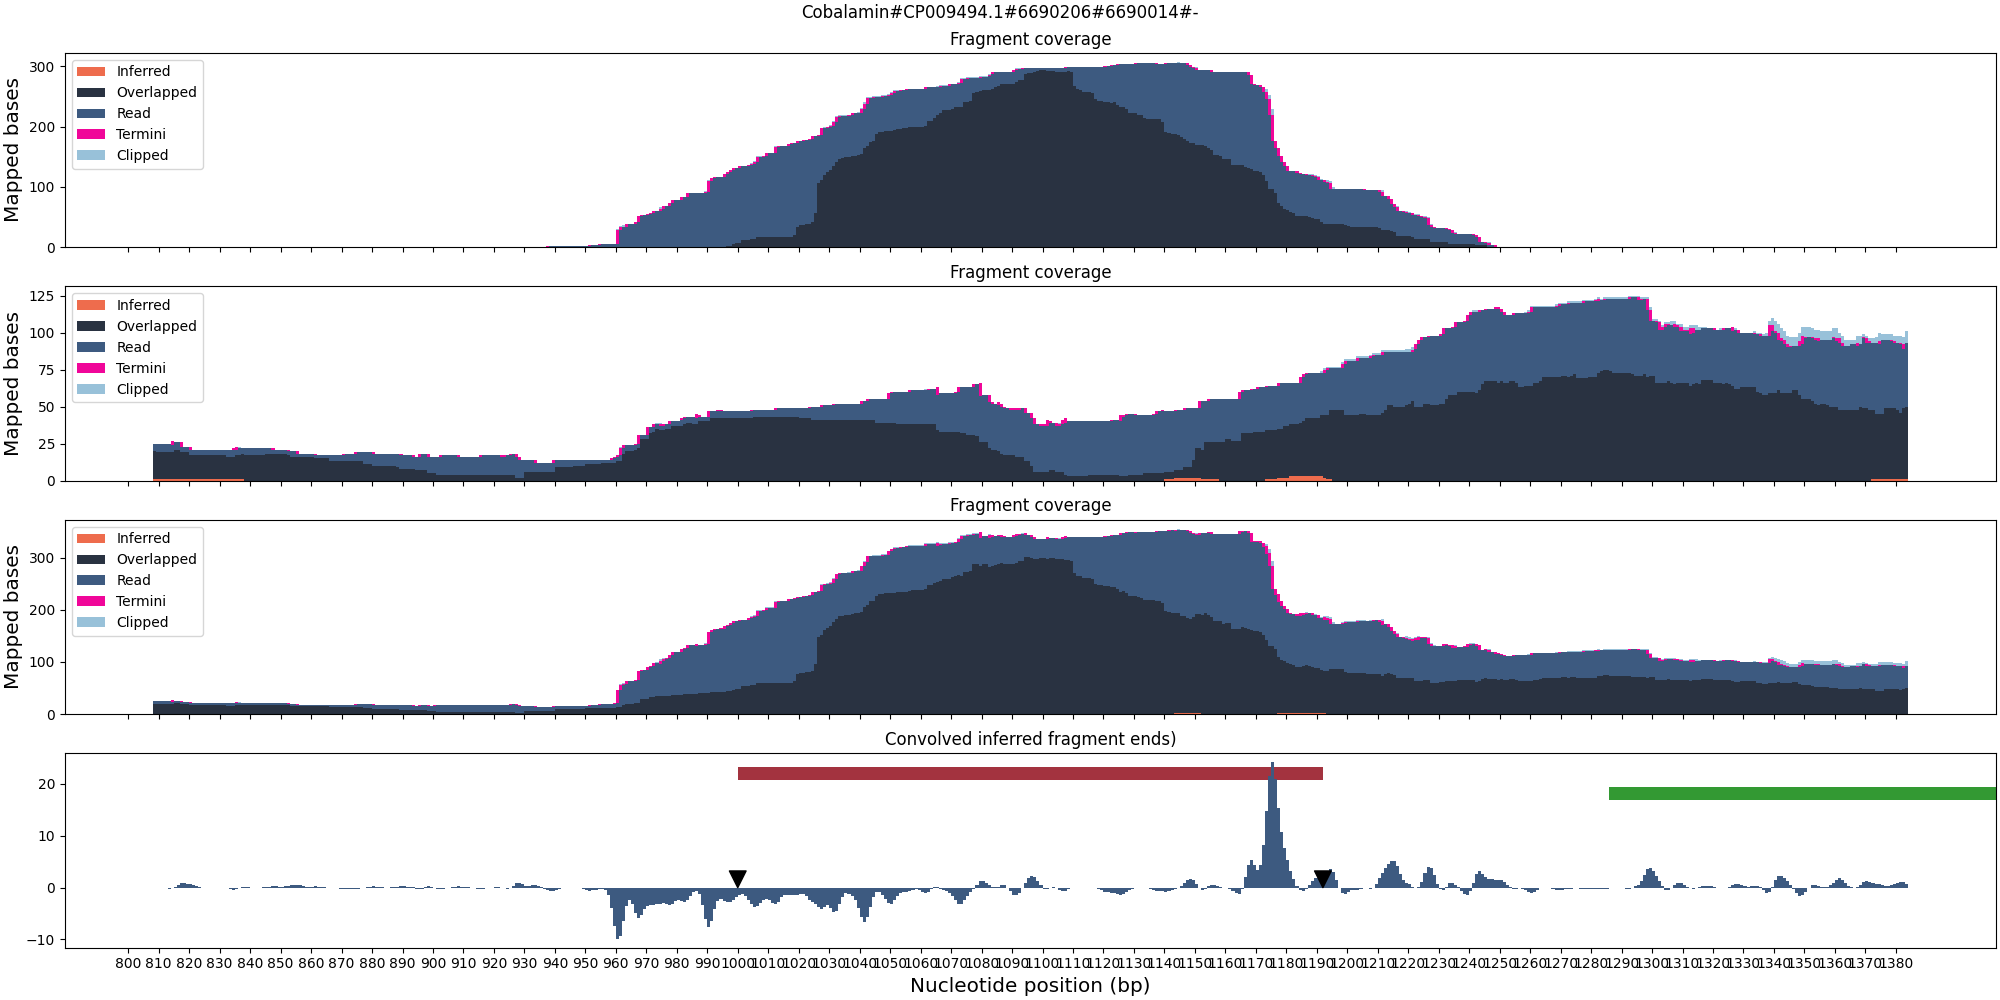 Cobalamin#CP009494.1#6690206#6690014#-
Fragment coverage
Mapped bases
300
200
100
0
Inferred
Overlapped
Read
Termini
Clipped
Fragment coverage
Mapped bases
125
100
75
50
25
0
Inferred
Overlapped
Read
Termini
Clipped
Fragment coverage
Mapped bases
300
200
100
0
Inferred
Overlapped
Read
Termini
Clipped
Convolved inferred fragment ends)
20
10
0
−10
800 810 820 830 840 850 860 870 880 890 900 910 920 930 940 950 960 970 980 990 1000 1010 1020 1030 1040 1050 1060 1070 1080 1090 1100 1110 1120 1130 1140 1150 1160 1170 1180 1190 1200 1210 1220 1230 1240 1250 1260 1270 1280 1290 1300 1310 1320 1330 1340 1350 1360 1370 1380
Nucleotide position (bp)